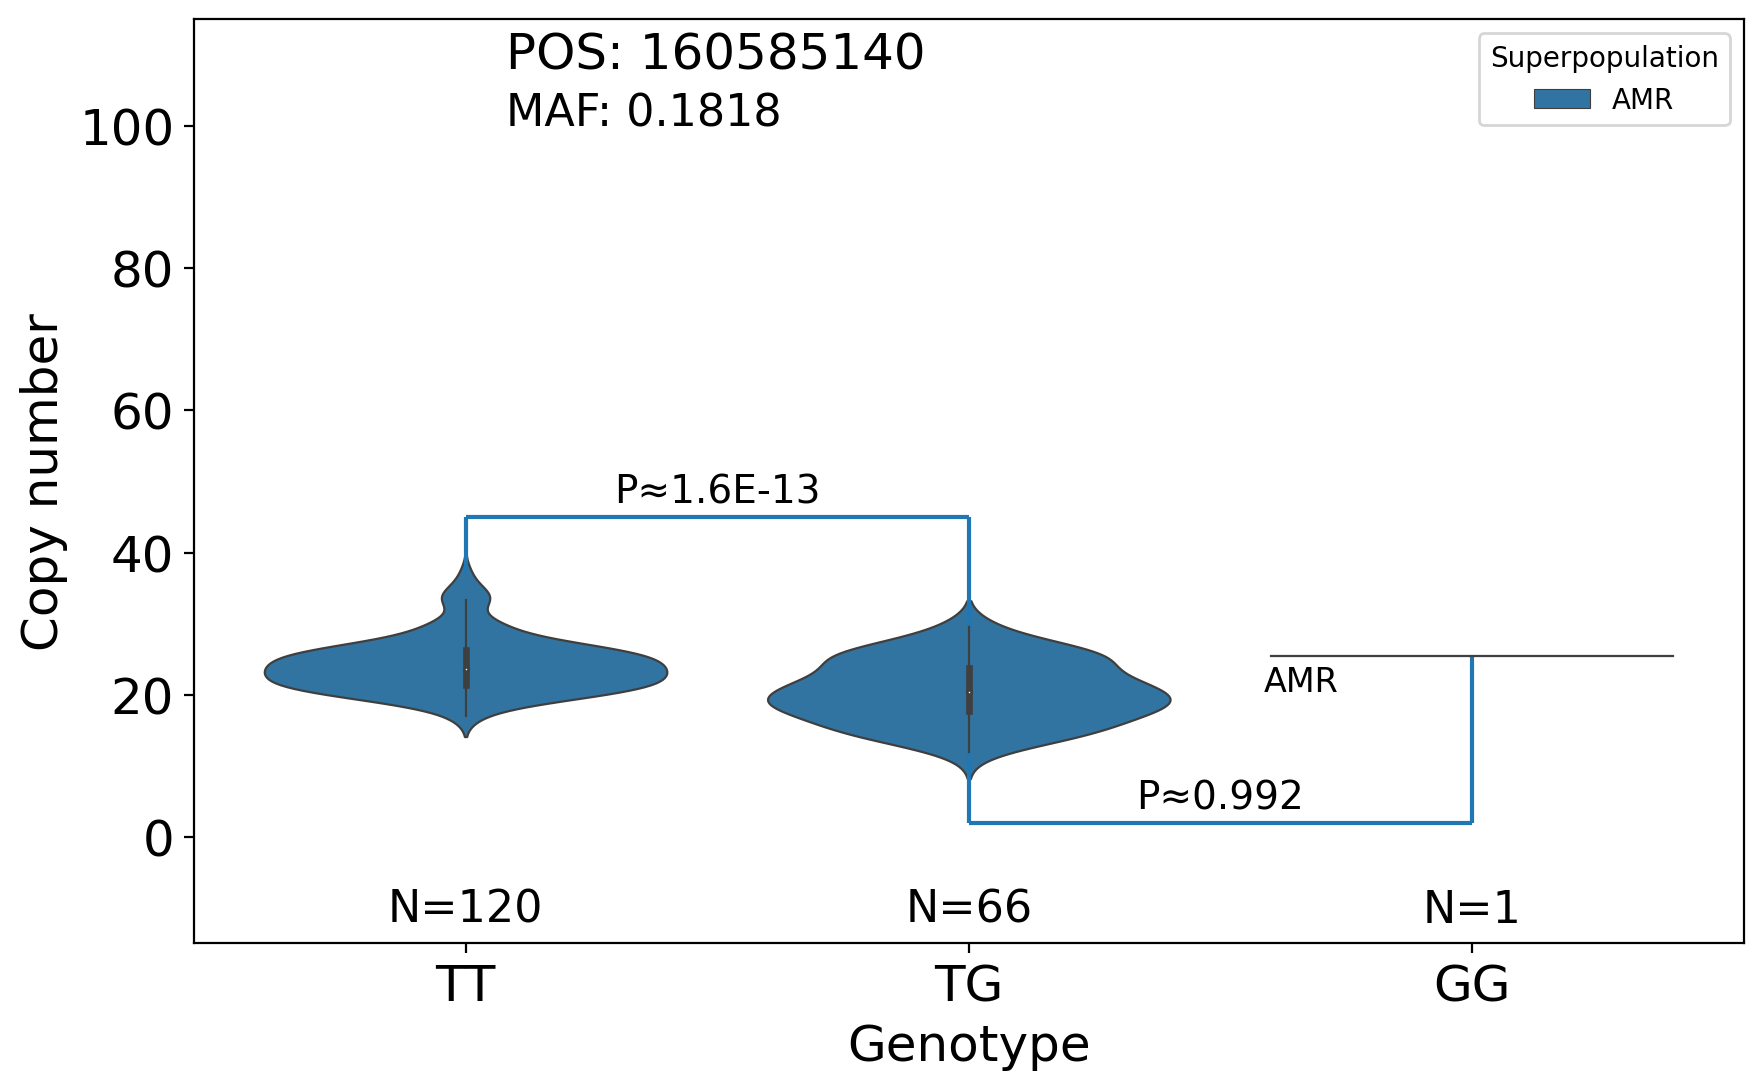 POS: 160585140
MAF: 0.1818
Superpopulation
AMR
100
80
60
40
20
0
Copy number
P≈1.6E-13
AMR
P≈0.992
N=120
N=66
N=1
TT
TG
GG
Genotype